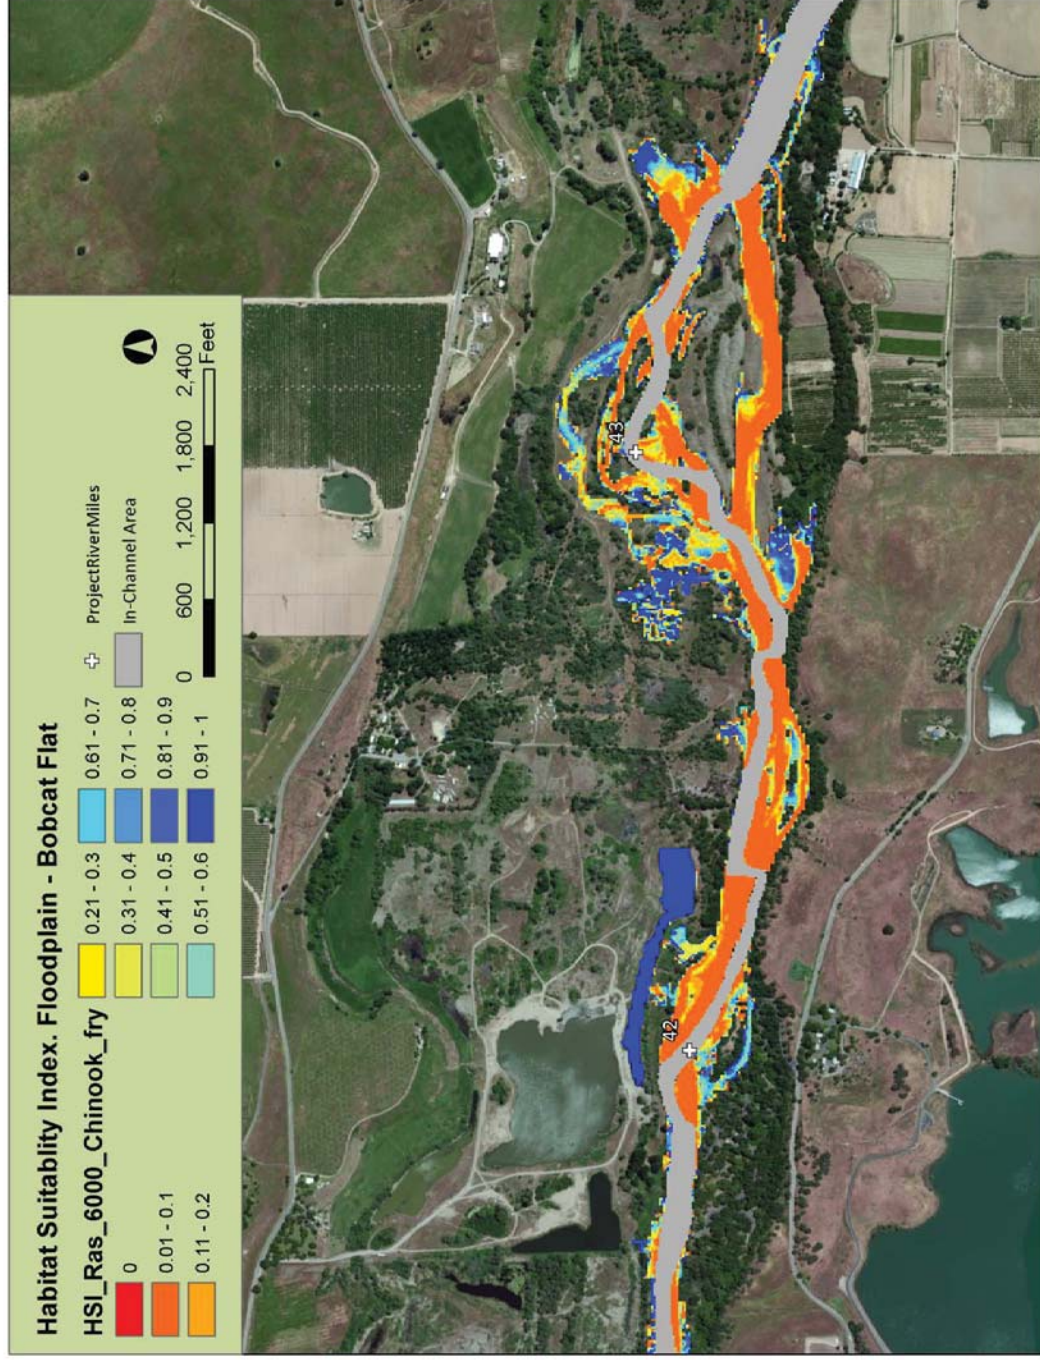 Habitat Suitablity Index. Floodplain - Bobcat Flat
HSI_Ras_6000_Chinook_fry
0
0.01 - 0.1
0.11 - 0.2
0.21 - 0.3
0.31 - 0.4
0.41 - 0.5
0.51 - 0.6
0.61 - 0.7
0.71 - 0.8
0.81 - 0.9
0.91 - 1
ProjectRiverMiles
In-Channel Area
0 600 1,200 1,800 2,400
Feet
42
43